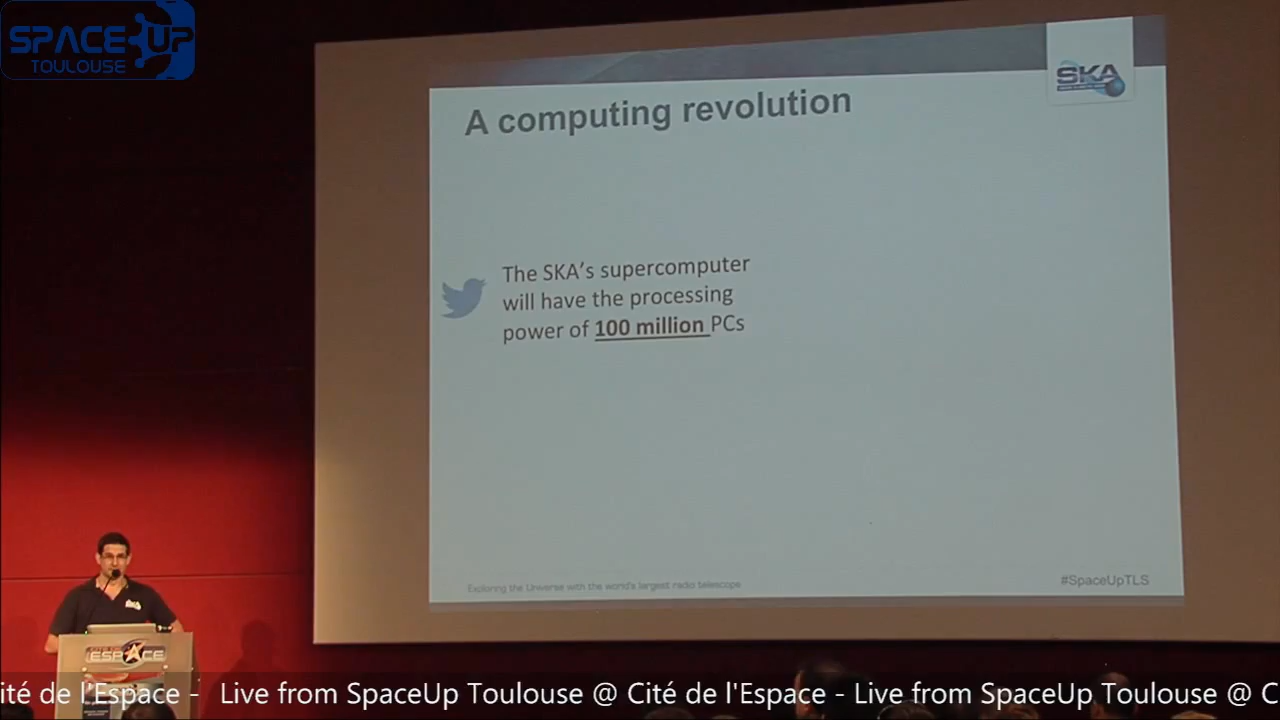 SPACE UP
TOULOUSE
SKA
A computing revolution
The SKA's supercomputer
will have the processing
power of 100 million PCs
Exploring the Universe with the world's largest radio telescope
#SpaceUpTLS
ESPACE
ité de l'Espace - Live from SpaceUp Toulouse @ Cité de l'Espace - Live from SpaceUp Toulouse @ C